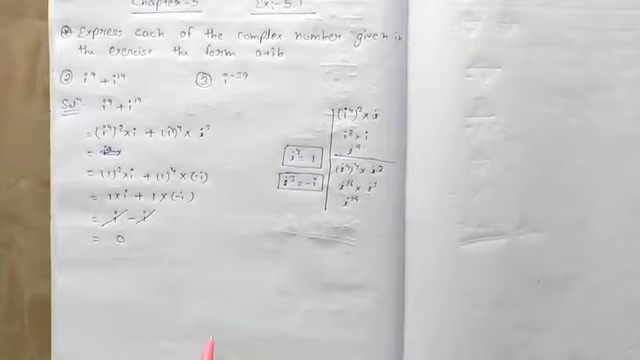 Chapter-5 Ex:-5.1
Express each of the complex number given in
the exercise the form a+ib
② i⁹ + i¹⁹ ③ i⁻³⁹
Solⁿ i⁹ + i¹⁹
= (i⁴)² × i + (i⁴)⁴ × i³
=
= (1)² × i + (1)⁴ × (-i)
= 1 × i + 1 × (-i)
= i - i
= 0
i⁴ = 1
i³ = -i
(i⁴)² × i
i⁸ × i
i⁹
(i⁴)⁴ × i³
i¹⁶ × i³
i¹⁹